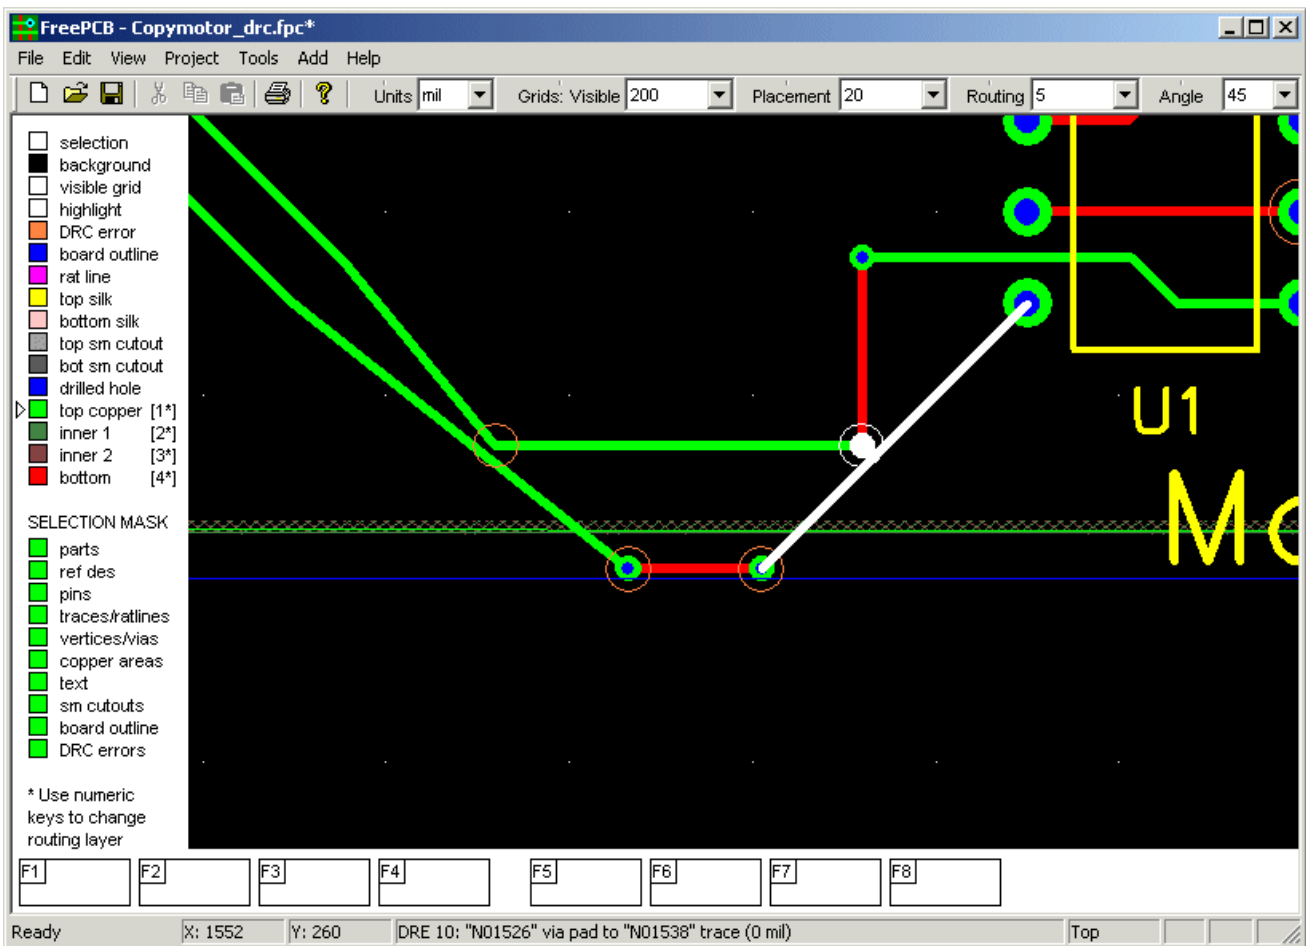 FreePCB - Copymotor_drc.fpc*
File Edit View Project Tools Add Help
Units mil Grids: Visible 200 Placement 20 Routing 5 Angle 45
selection
background
visible grid
highlight
DRC error
board outline
rat line
top silk
bottom silk
top sm cutout
bot sm cutout
drilled hole
top copper [1*]
inner 1 [2*]
inner 2 [3*]
bottom [4*]
SELECTION MASK
parts
ref des
pins
traces/ratlines
vertices/vias
copper areas
text
sm cutouts
board outline
DRC errors
* Use numeric
keys to change
routing layer
U1
Mo
F1 F2 F3 F4 F5 F6 F7 F8
Ready X: 1552 Y: 260 DRE 10: "N01526" via pad to "N01538" trace (0 mil) Top